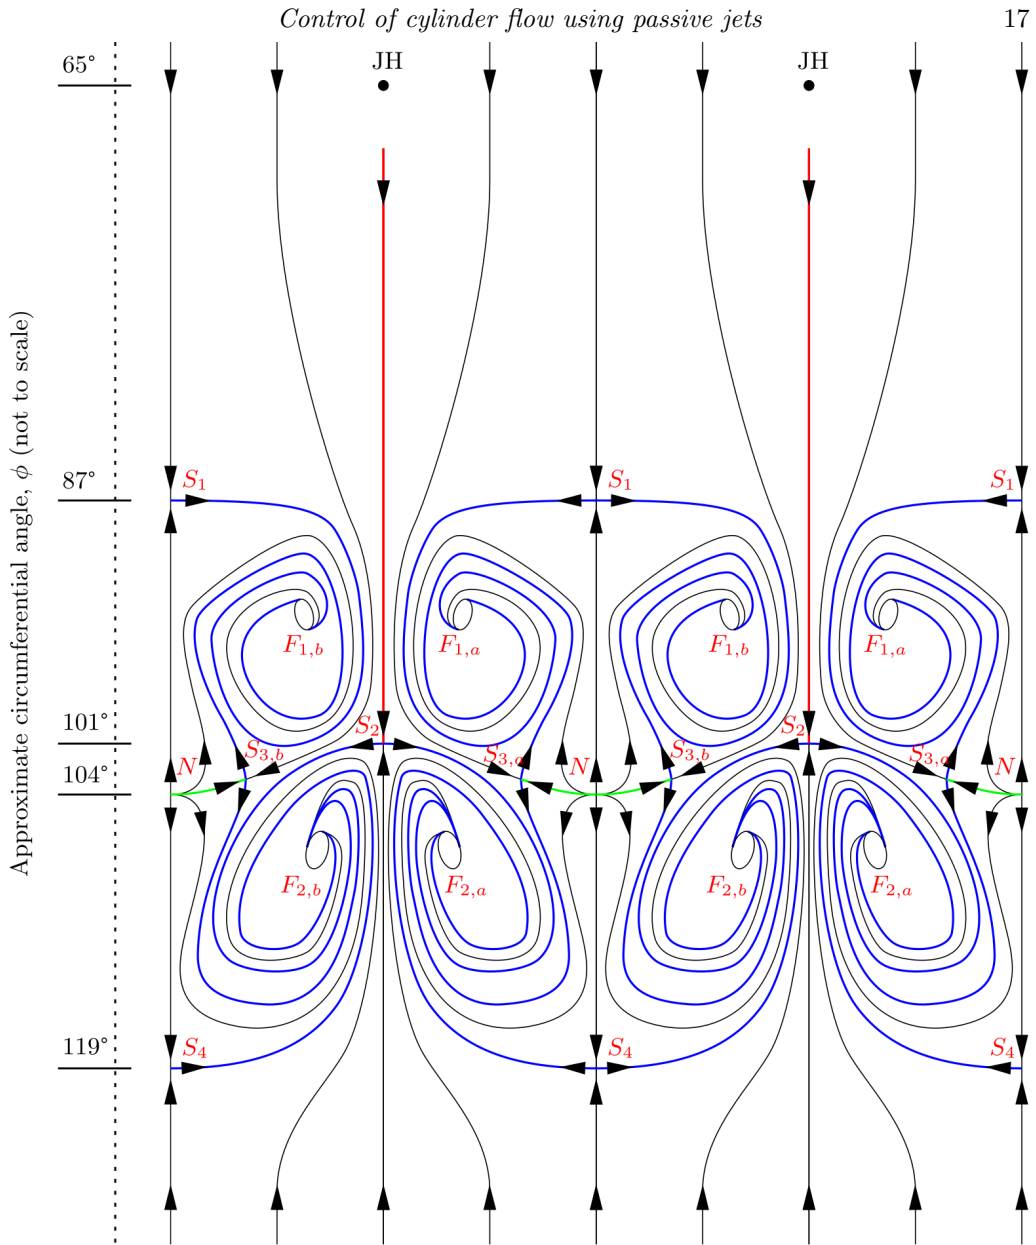 Control of cylinder flow using passive jets 17
JH JH
65°
87°
S1 S1 S1
F1,b F1,a F1,b F1,a
101°
S2 S2
S3,b S3,a S3,b S3,a
104°
N N N
F2,b F2,a F2,b F2,a
119°
S4 S4 S4
Approximate circumferential angle, ϕ (not to scale)